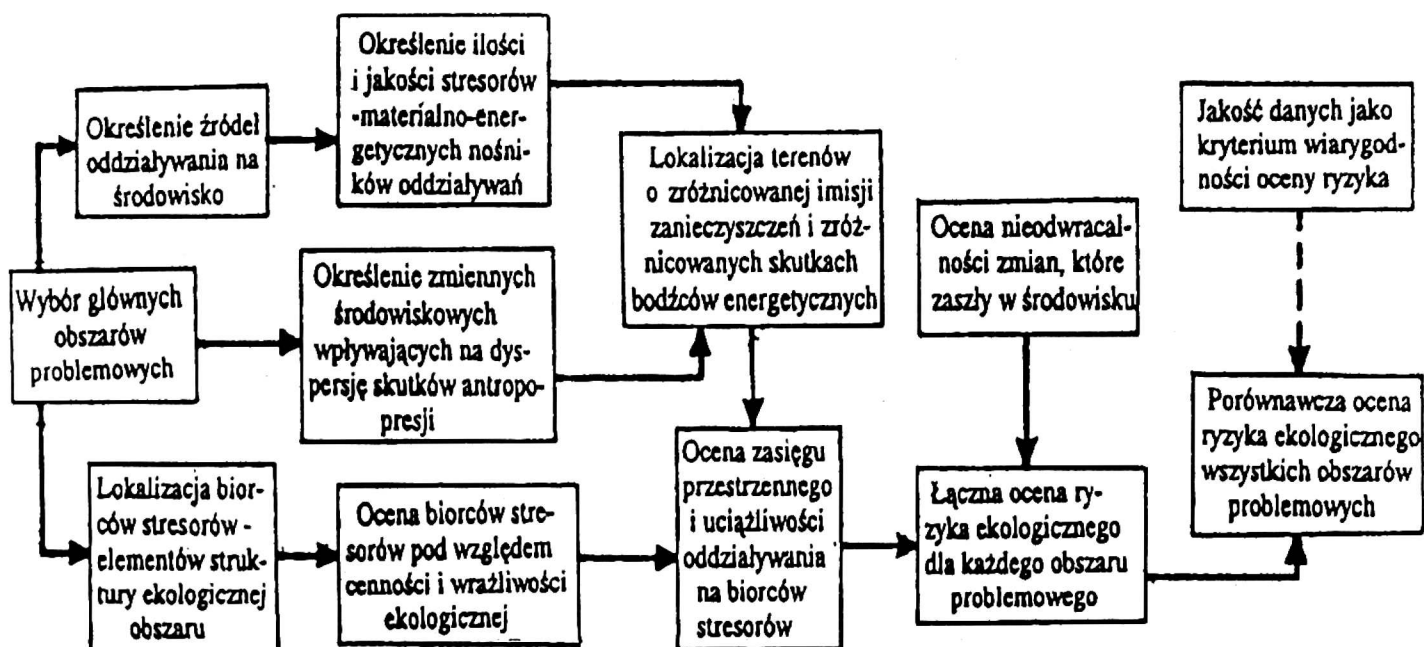 Określenie źródeł
oddziaływania na
środowisko
Określenie ilości
i jakości stresorów
-materialno-ener-
getycznych nośni-
ków oddziaływań
Lokalizacja terenów
o zróżnicowanej imisji
zanieczyszczeń i zróż-
nicowanych skutkach
bodźców energetycznych
Jakość danych jako
kryterium wiarygod-
ności oceny ryzyka
Ocena nieodwracal-
ności zmian, które
zaszły w środowisku
Wybór głównych
obszarów
problemowych
Określenie zmiennych
środowiskowych
wpływających na dys-
persję skutków antropo-
presji
Lokalizacja bior-
ców stresorów -
elementów struk-
tury ekologicznej
obszaru
Ocena biorców stre-
sorów pod względem
cenności i wrażliwości
ekologicznej
Ocena zasięgu
przestrzennego
i uciążliwości
oddziaływania
na biorców
stresorów
Łączna ocena ry-
zyka ekologicznego
dla każdego obszaru
problemowego
Porównawcza ocena
ryzyka ekologicznego
wszystkich obszarów
problemowych